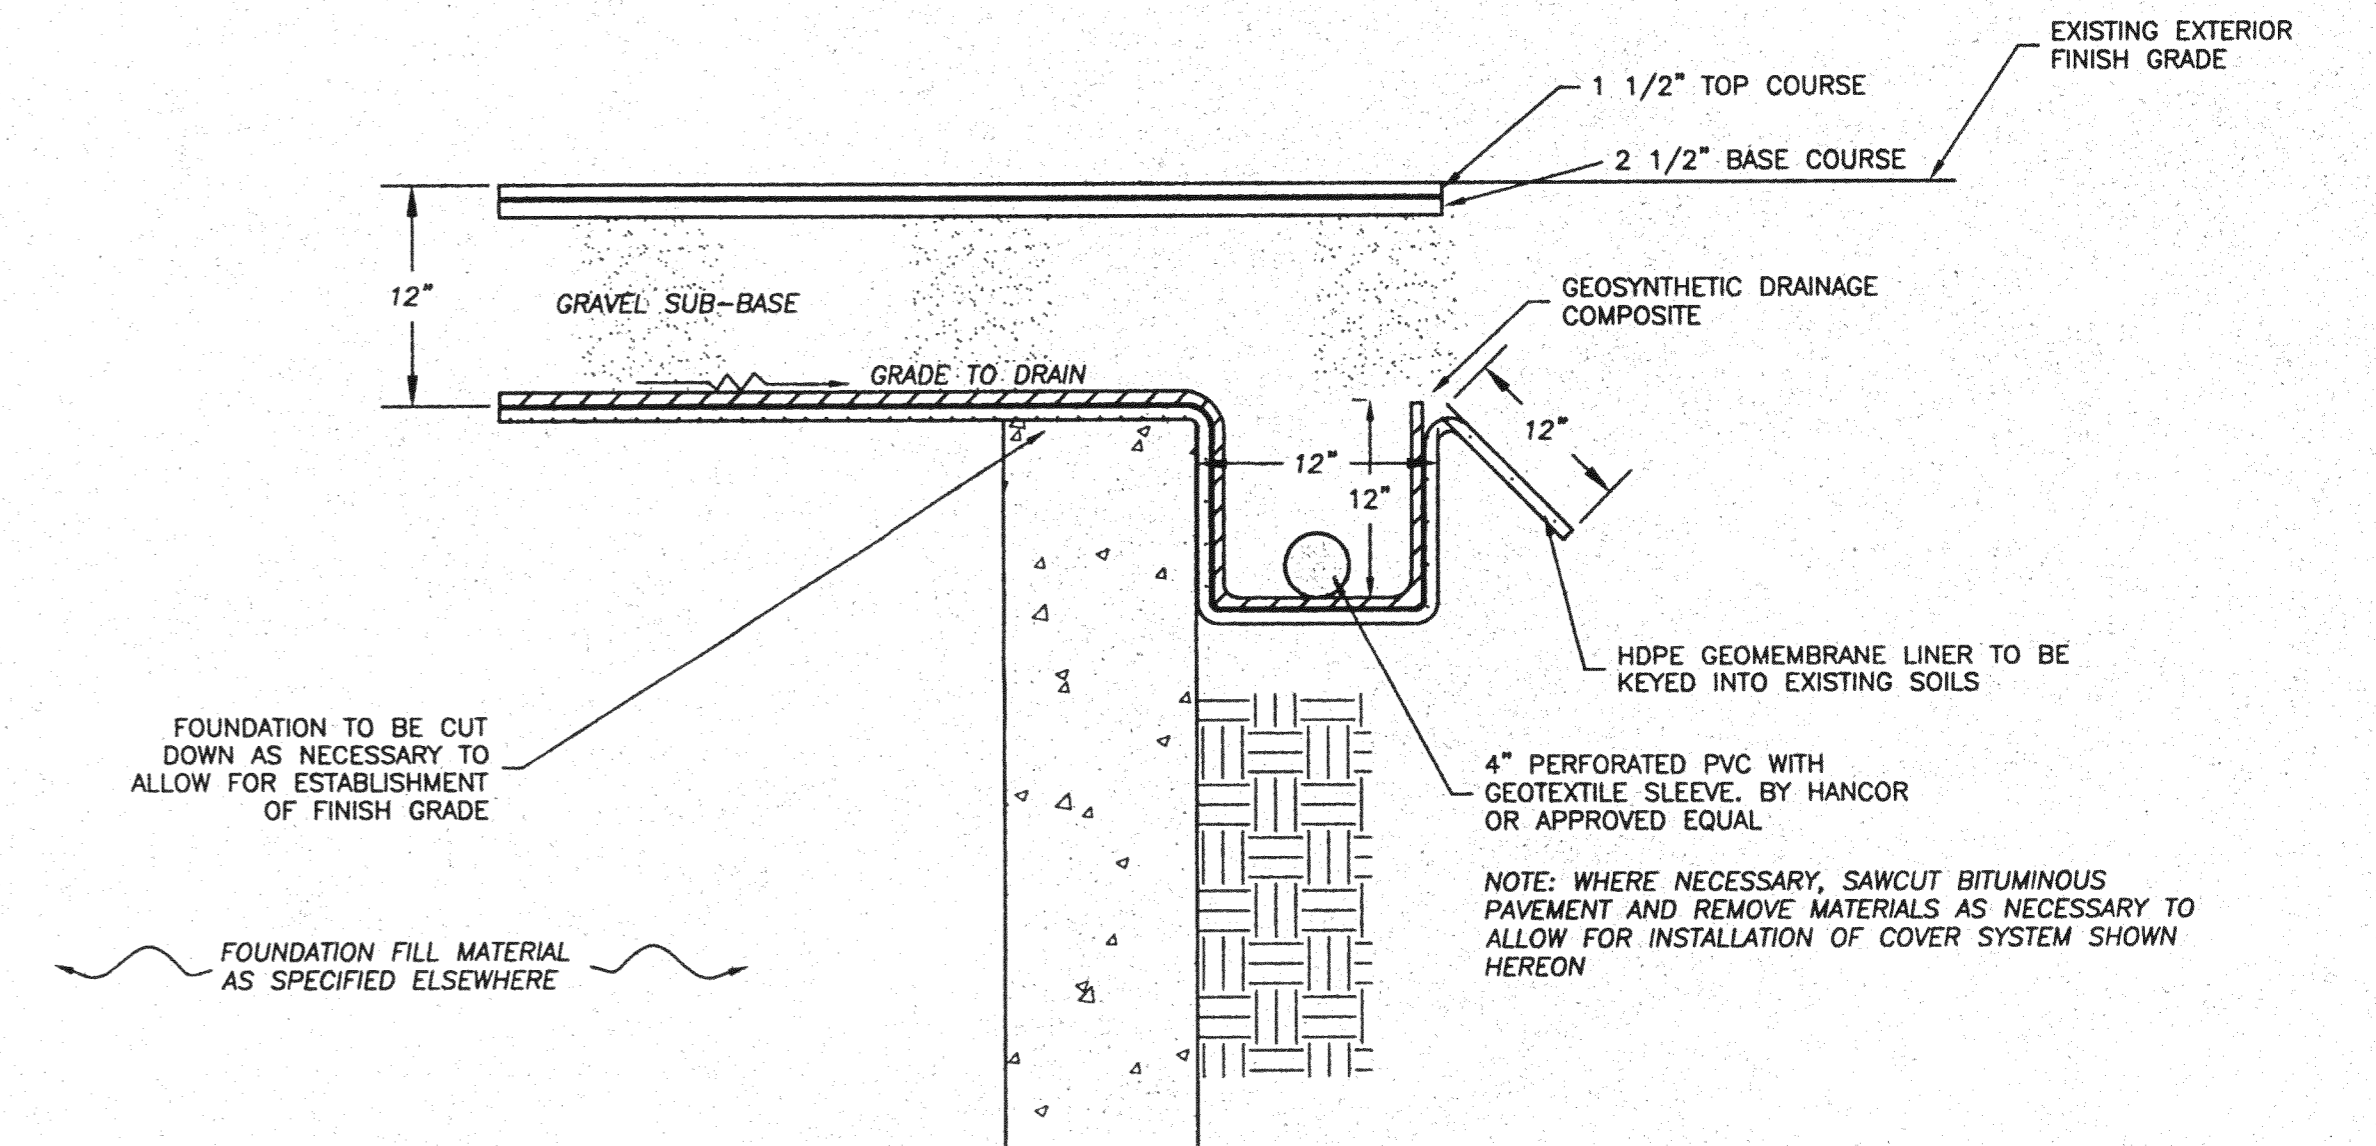 EXISTING EXTERIOR
FINISH GRADE
1 1/2" TOP COURSE
2 1/2" BASE COURSE
12"
GRAVEL SUB-BASE
GEOSYNTHETIC DRAINAGE
COMPOSITE
GRADE TO DRAIN
12"
12"
12"
HDPE GEOMEMBRANE LINER TO BE
KEYED INTO EXISTING SOILS
FOUNDATION TO BE CUT
DOWN AS NECESSARY TO
ALLOW FOR ESTABLISHMENT
OF FINISH GRADE
4" PERFORATED PVC WITH
GEOTEXTILE SLEEVE. BY HANCOR
OR APPROVED EQUAL
NOTE: WHERE NECESSARY, SAWCUT BITUMINOUS
PAVEMENT AND REMOVE MATERIALS AS NECESSARY TO
ALLOW FOR INSTALLATION OF COVER SYSTEM SHOWN
HEREON
FOUNDATION FILL MATERIAL
AS SPECIFIED ELSEWHERE